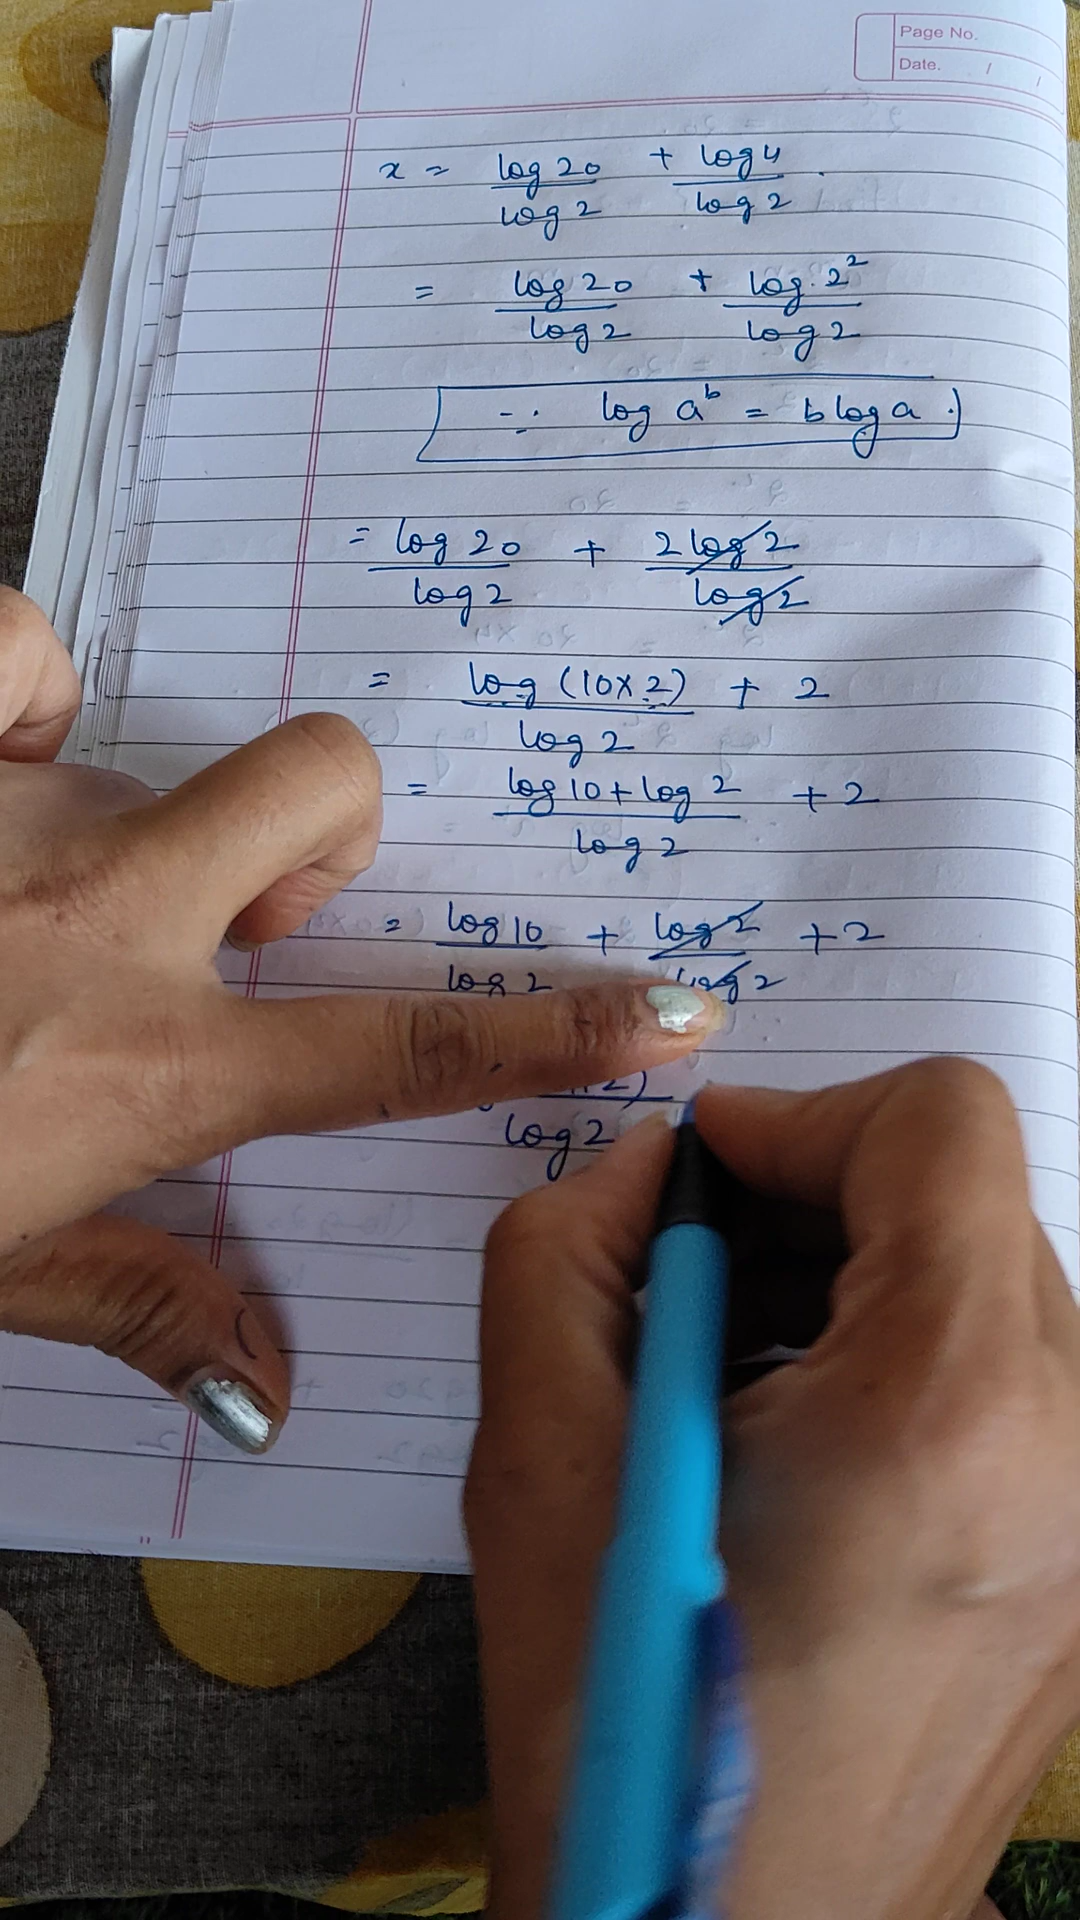 Page No.
Date. / /
x = log 20 / log 2 + log 4 / log 2 .
= log 20 / log 2 + log 2² / log 2
∵ log aᵇ = b log a .
= log 20 / log 2 + 2 log 2 / log 2
= log (10 × 2) / log 2 + 2
= log 10 + log 2 / log 2 + 2
= log 10 / log 2 + log 2 / log 2 + 2
2) / log 2